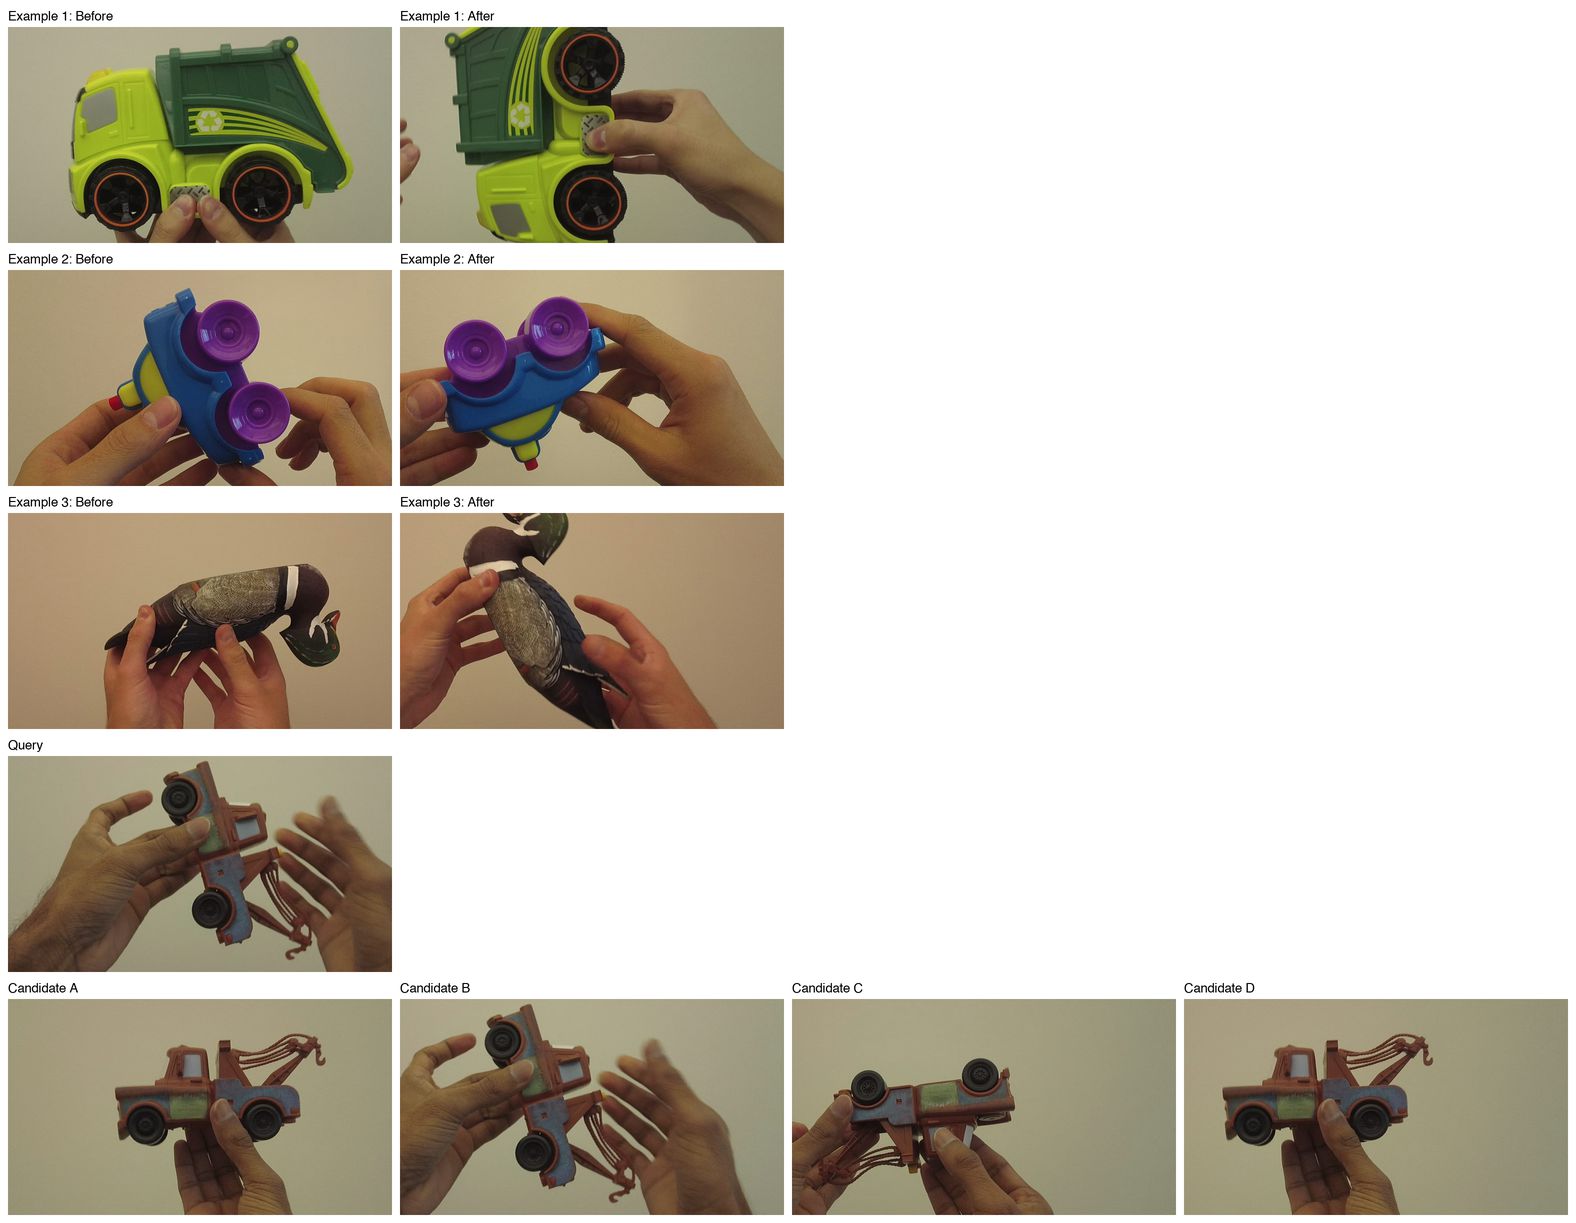 Example 1: Before
Example 1: After
Example 2: Before
Example 2: After
Example 3: Before
Example 3: After
Query
Candidate A
Candidate B
Candidate C
Candidate D